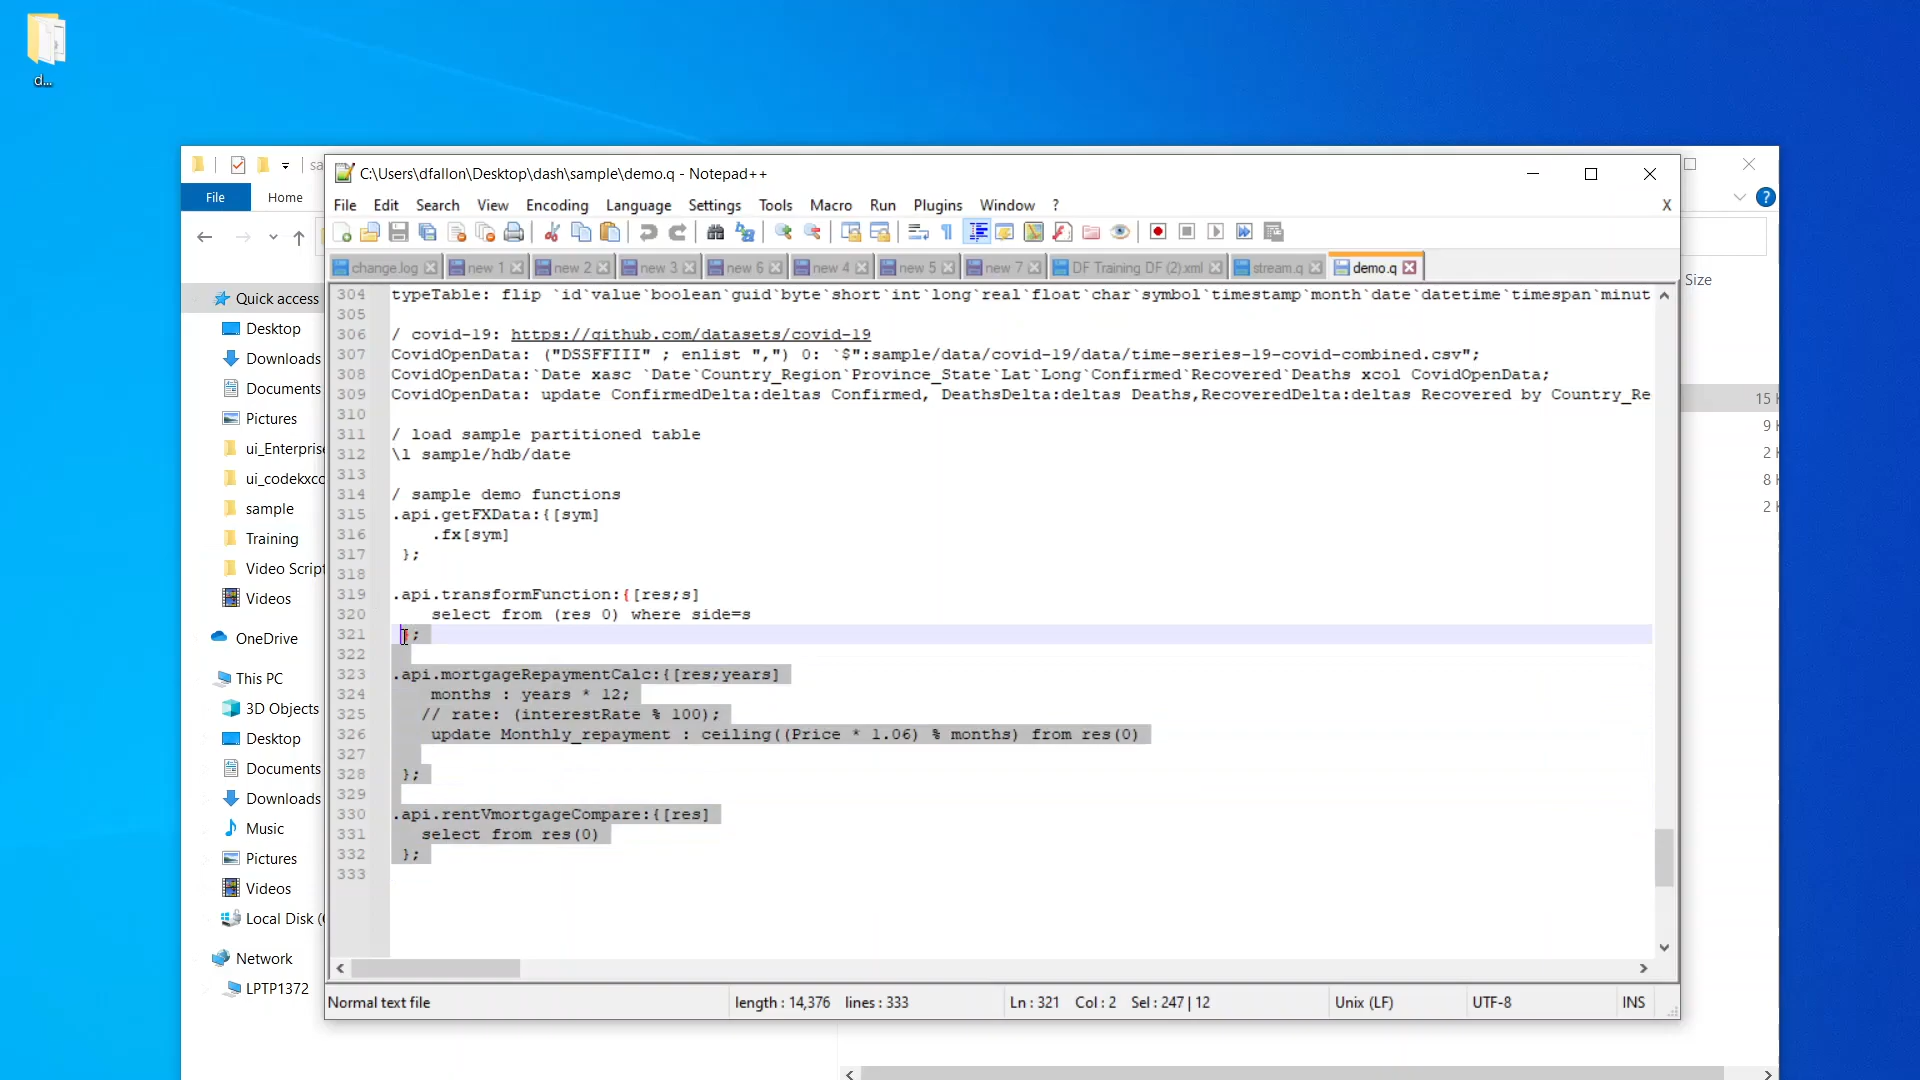 d...
sa
C:\Users\dfallon\Desktop\dash\sample\demo.q - Notepad++
File
Home
File Edit Search View Encoding Language Settings Tools Macro Run Plugins Window ? X
change.log new 1 new 2 new 3 new 6 new 4 new 5 new 7 DF Training DF (2).xml stream.q demo.q
Size
Quick access
Desktop
Downloads
Documents
Pictures
ui_Enterprise
ui_codekxco
sample
Training
Video Script
Videos
OneDrive
This PC
3D Objects
Desktop
Documents
Downloads
Music
Pictures
Videos
Local Disk (
Network
LPTP1372
304 typeTable: flip `id`value`boolean`guid`byte`short`int`long`real`float`char`symbol`timestamp`month`date`datetime`timespan`minut
305
306 / covid-19: https://github.com/datasets/covid-19
307 CovidOpenData: ("DSSFFIII" ; enlist ",") 0: `$":sample/data/covid-19/data/time-series-19-covid-combined.csv";
308 CovidOpenData:`Date xasc `Date`Country_Region`Province_State`Lat`Long`Confirmed`Recovered`Deaths xcol CovidOpenData;
309 CovidOpenData: update ConfirmedDelta:deltas Confirmed, DeathsDelta:deltas Deaths,RecoveredDelta:deltas Recovered by Country_Re
310
311 / load sample partitioned table
312 \l sample/hdb/date
313
314 / sample demo functions
315 .api.getFXData:{[sym]
316 .fx[sym]
317 };
318
319 .api.transformFunction:{[res;s]
320 select from (res 0) where side=s
321 };
322
323 .api.mortgageRepaymentCalc:{[res;years]
324 months : years * 12;
325 // rate: (interestRate % 100);
326 update Monthly_repayment : ceiling((Price * 1.06) % months) from res(0)
327
328 };
329
330 .api.rentVmortgageCompare:{[res]
331 select from res(0)
332 };
333
15 K
9 K
2 K
8 K
2 K
Normal text file length : 14,376 lines : 333 Ln : 321 Col : 2 Sel : 247 | 12 Unix (LF) UTF-8 INS